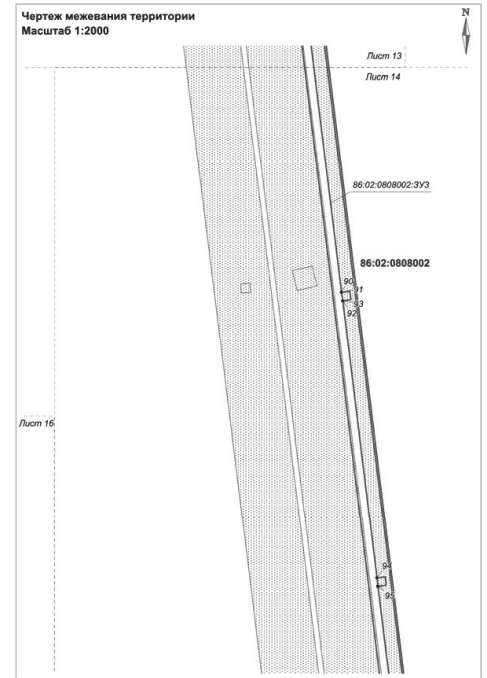 Чертеж межевания территории
Масштаб 1:2000
N
Лист 13
Лист 14
86:02:0808002:ЗУ3
86:02:0808002
90
91
93
92
Лист 16
94
95